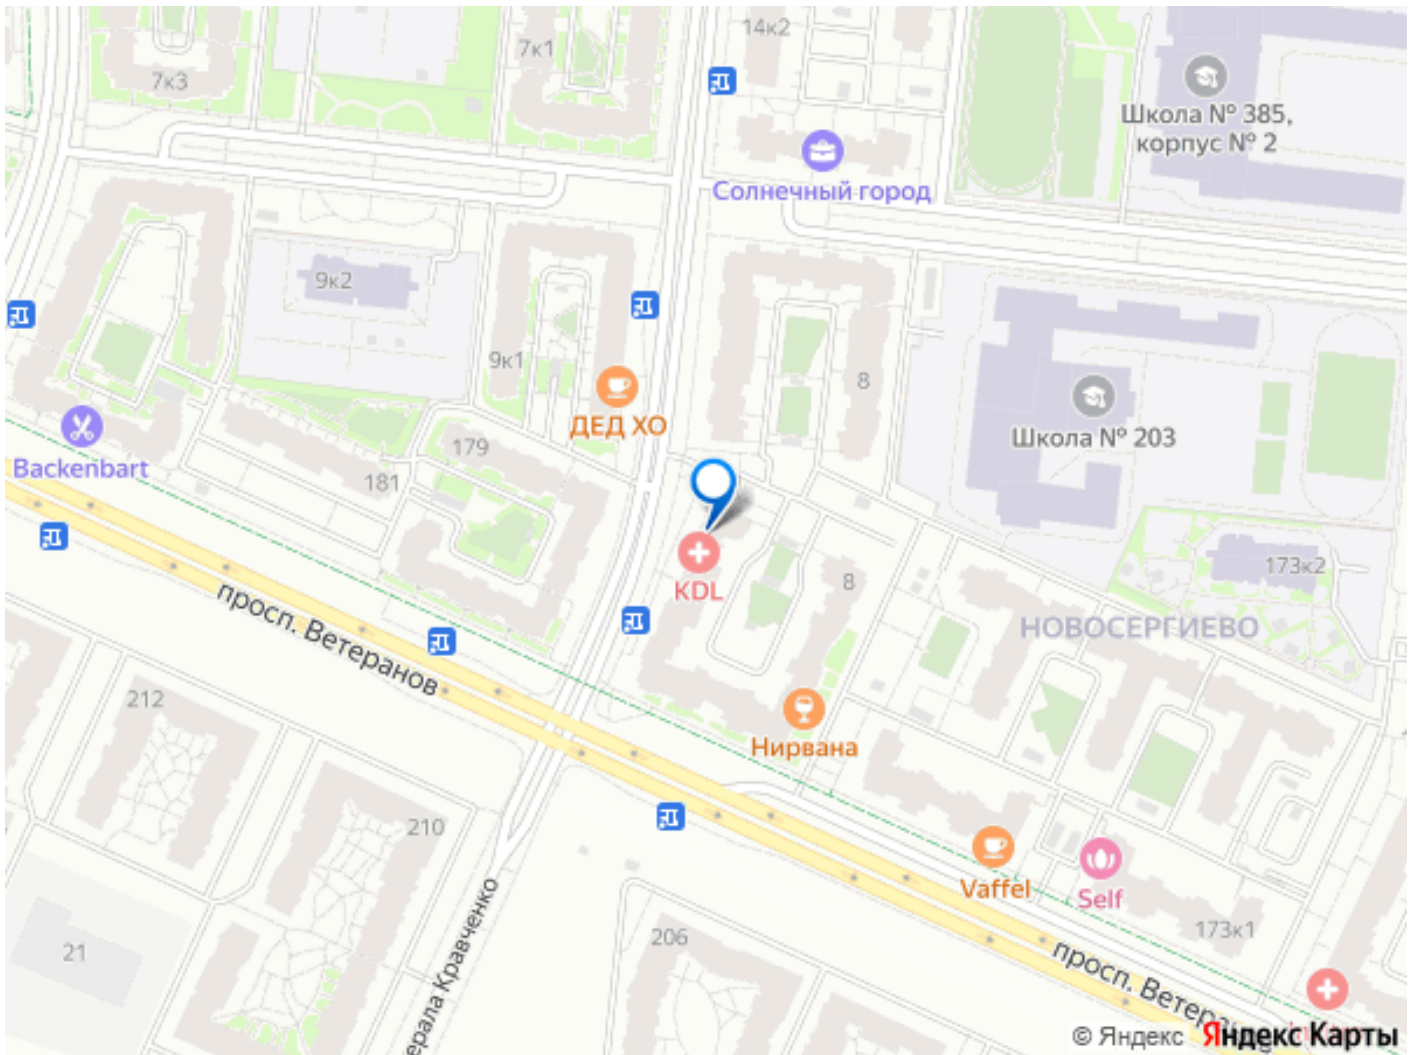 14к2
7к1
7к3
Школа № 385,
корпус № 2
Солнечный город
9к2
9к1
8
ДЕД ХО
Школа № 203
179
Backenbart
181
173к2
KDL
8
НОВОСЕРГИЕВО
просп. Ветеранов
212
Нирвана
210
Vaffel
Self
ерала Кравченко
206
173к1
21
просп. Ветера
© Яндекс
Яндекс Карты